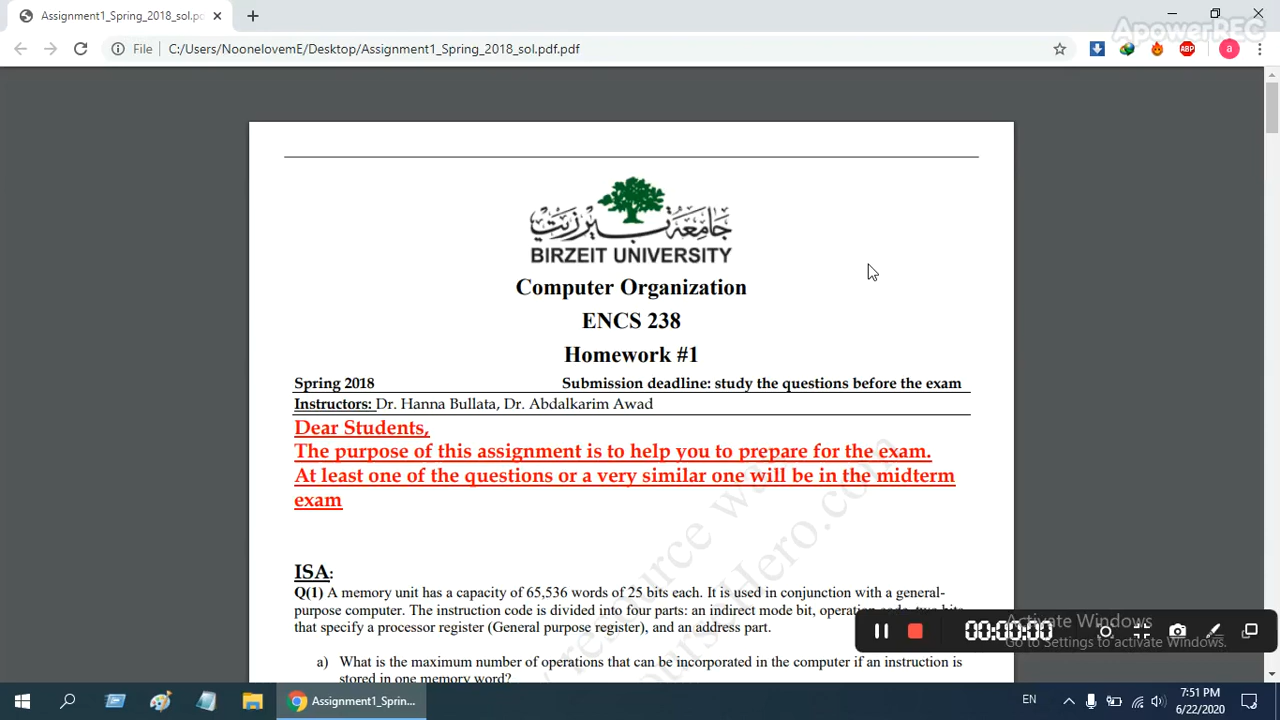 Assignment1_Spring_2018_sol.pd
ApowerREC
File C:/Users/NoonelovemE/Desktop/Assignment1_Spring_2018_sol.pdf.pdf
ABP
a
جامعة بيرزيت
BIRZEIT UNIVERSITY
Computer Organization
ENCS 238
Homework #1
Spring 2018 Submission deadline: study the questions before the exam
Instructors: Dr. Hanna Bullata, Dr. Abdalkarim Awad
Dear Students,
The purpose of this assignment is to help you to prepare for the exam.
At least one of the questions or a very similar one will be in the midterm
exam
ISA:
Q(1) A memory unit has a capacity of 65,536 words of 25 bits each. It is used in conjunction with a general-
purpose computer. The instruction code is divided into four parts: an indirect mode bit, operation code, two bits
that specify a processor register (General purpose register), and an address part.
00:00:00
Activate Windows
Go to Settings to activate Windows.
a) What is the maximum number of operations that can be incorporated in the computer if an instruction is
stored in one memory word?
Assignment1_Sprin...
EN
7:51 PM
6/22/2020